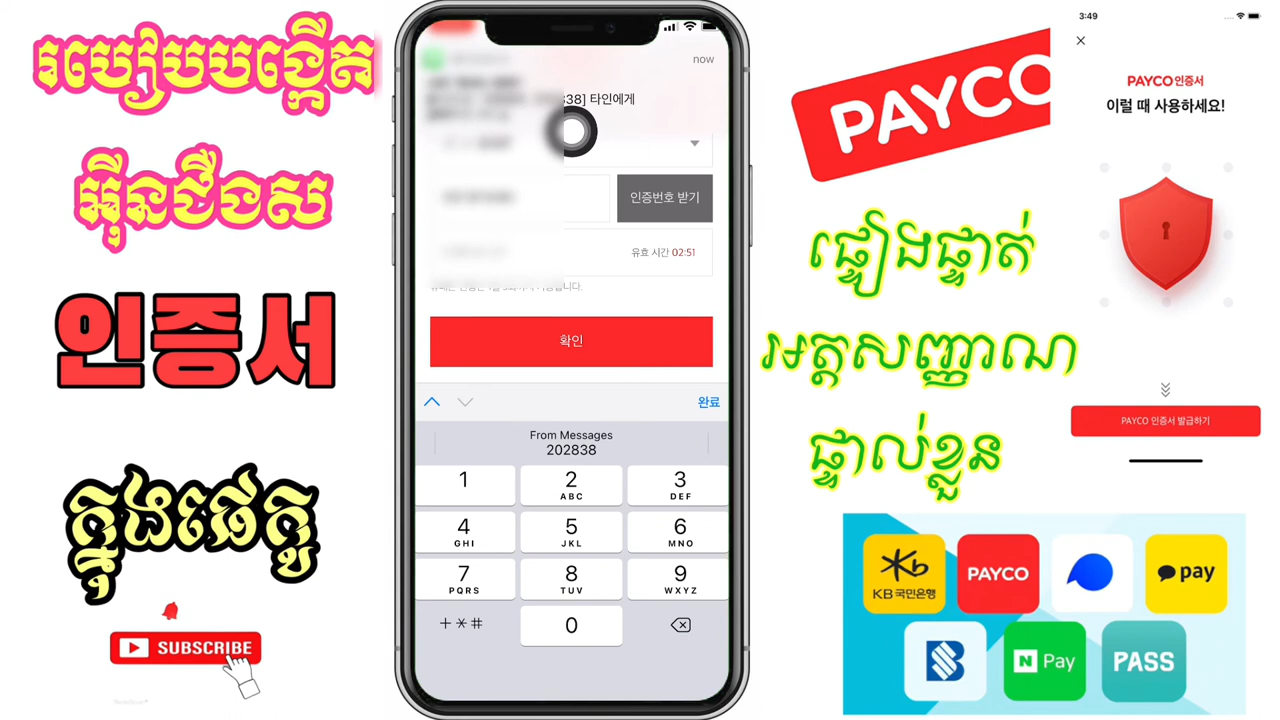 របៀបបង្កើត
អ៊ិនជឹងស
인증서
ក្នុងផេកូ
SUBSCRIBE
now
838] 타인에게
인증번호 받기
유효 시간 02:51
확인
완료
From Messages
202838
1
2 ABC
3 DEF
4 GHI
5 JKL
6 MNO
7 PQRS
8 TUV
9 WXYZ
+*#
0
PAYCO
ផ្ទៀងផ្ទាត់
អត្តសញ្ញាណ
ផ្ទាល់ខ្លួន
3:49
PAYCO 인증서
이럴 때 사용하세요!
PAYCO 인증서 발급하기
KB 국민은행
PAYCO
pay
N Pay
PASS